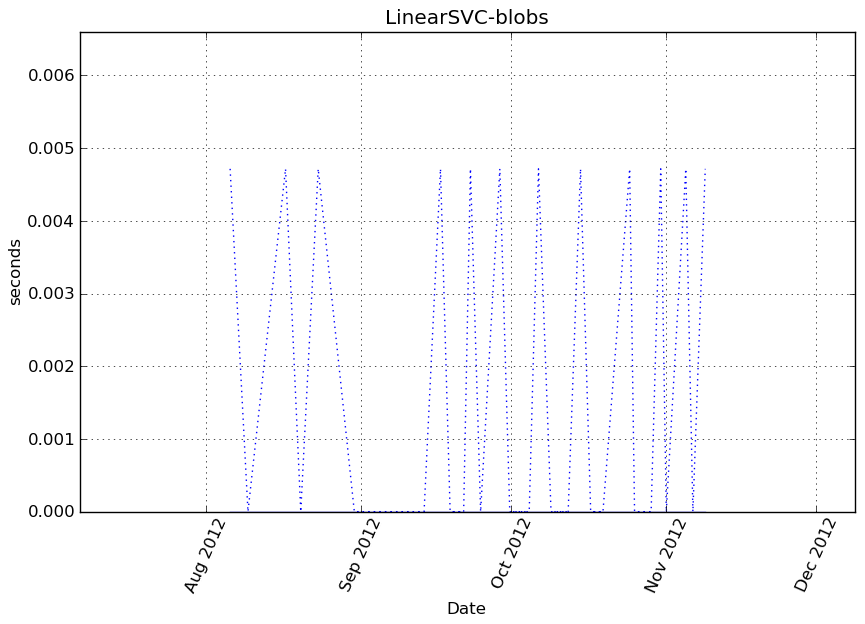 LinearSVC-blobs
0.006
0.005
0.004
0.003
0.002
0.001
0.000
seconds
Aug 2012
Sep 2012
Oct 2012
Nov 2012
Dec 2012
Date